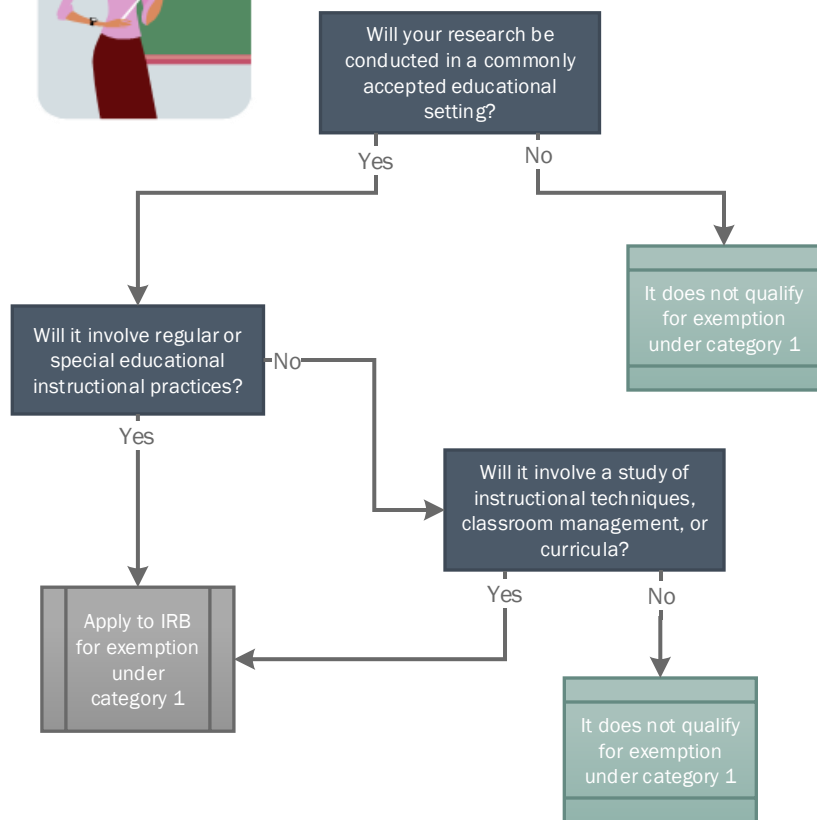 Will your research be
conducted in a commonly
accepted educational
setting?
Yes
No
It does not qualify
for exemption
under category 1
Will it involve regular or
special educational
instructional practices?
No
Yes
Will it involve a study of
instructional techniques,
classroom management, or
curricula?
Yes
No
Apply to IRB
for exemption
under
category 1
It does not qualify
for exemption
under category 1